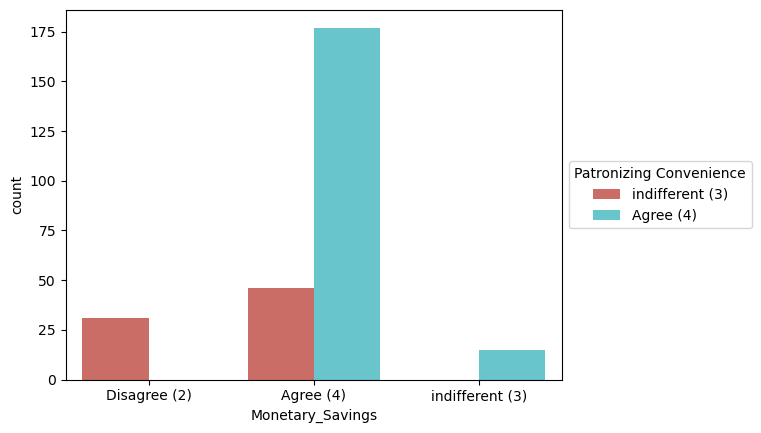 175
150
125
100
75
50
25
0
count
Disagree (2)
Agree (4)
indifferent (3)
Monetary_Savings
Patronizing Convenience
indifferent (3)
Agree (4)